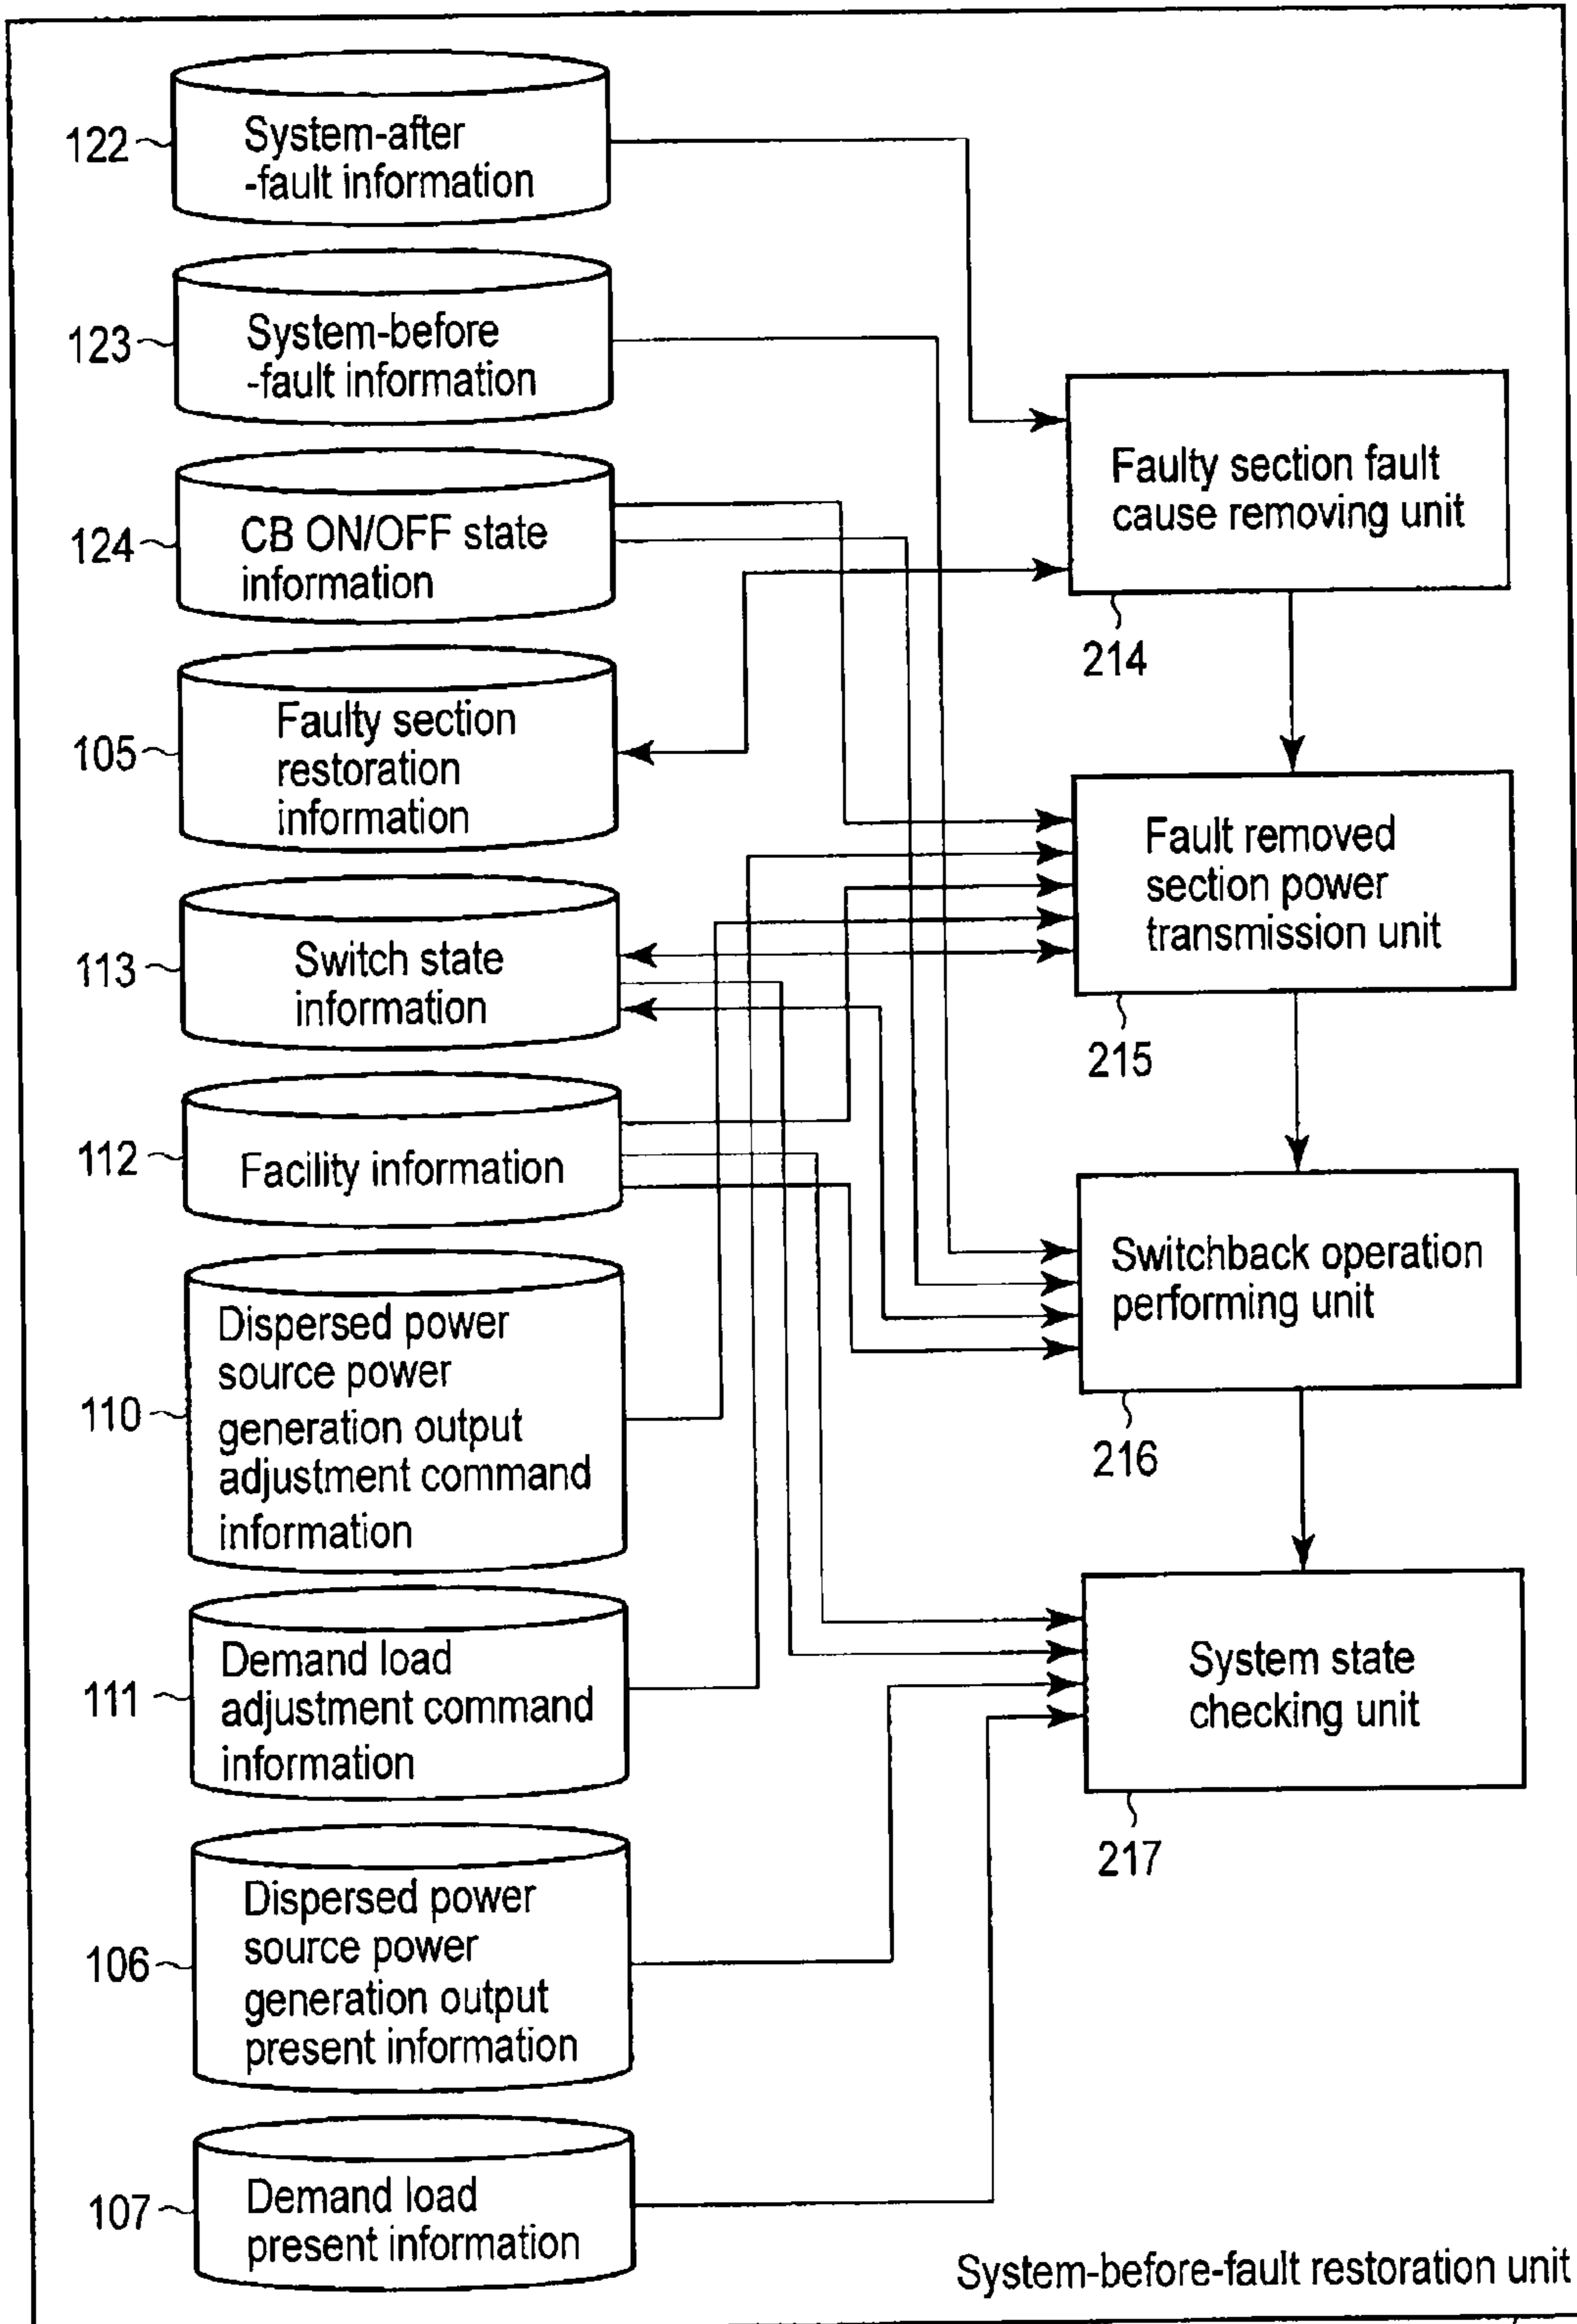 122
System-after
-fault information
123
System-before
-fault information
124
CB ON/OFF state
information
105
Faulty section
restoration
information
113
Switch state
information
112
Facility information
110
Dispersed power
source power
generation output
adjustment command
information
111
Demand load
adjustment command
information
106
Dispersed power
source power
generation output
present information
107
Demand load
present information
Faulty section fault
cause removing unit
214
Fault removed
section power
transmission unit
215
Switchback operation
performing unit
216
System state
checking unit
217
System-before-fault restoration unit